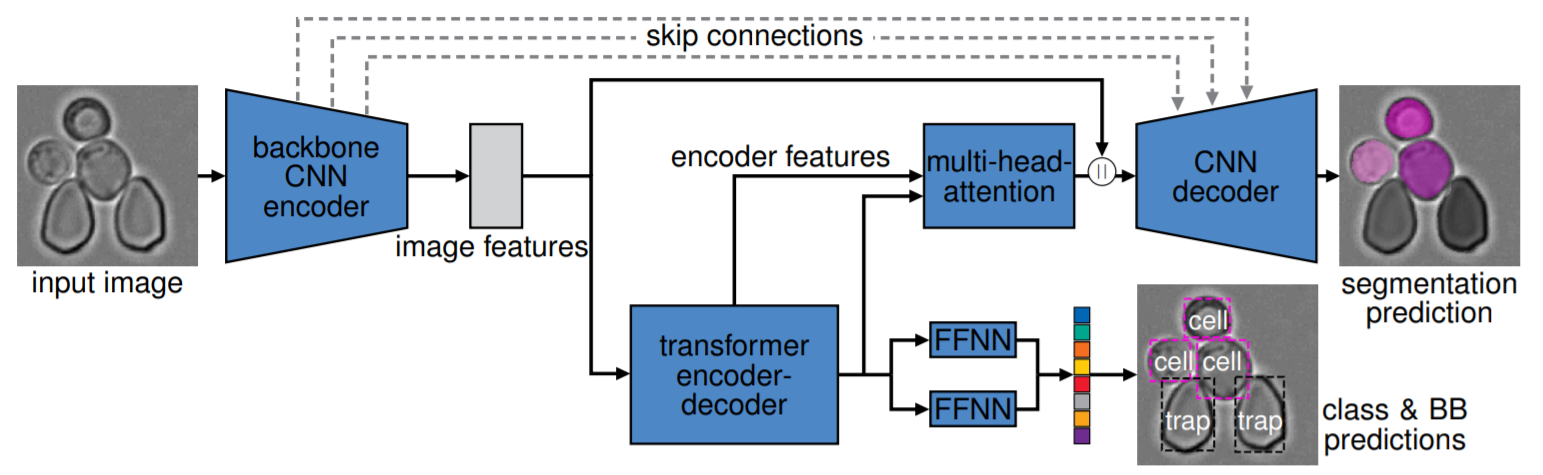 skip connections
backbone
CNN
encoder
input image
image features
encoder features
multi-head-
attention
||
CNN
decoder
segmentation
prediction
transformer
encoder-
decoder
FFNN
FFNN
cell
cell cell
trap trap
class & BB
predictions